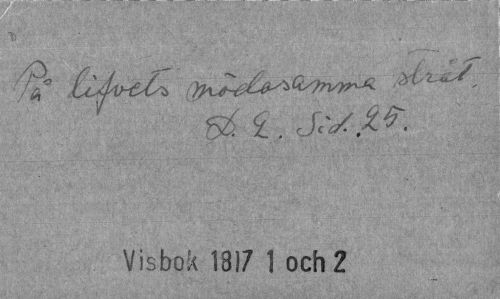 På lifvets mödosamma stråt.
D. 2. Sid. 25.
Visbok 1817 1 och 2